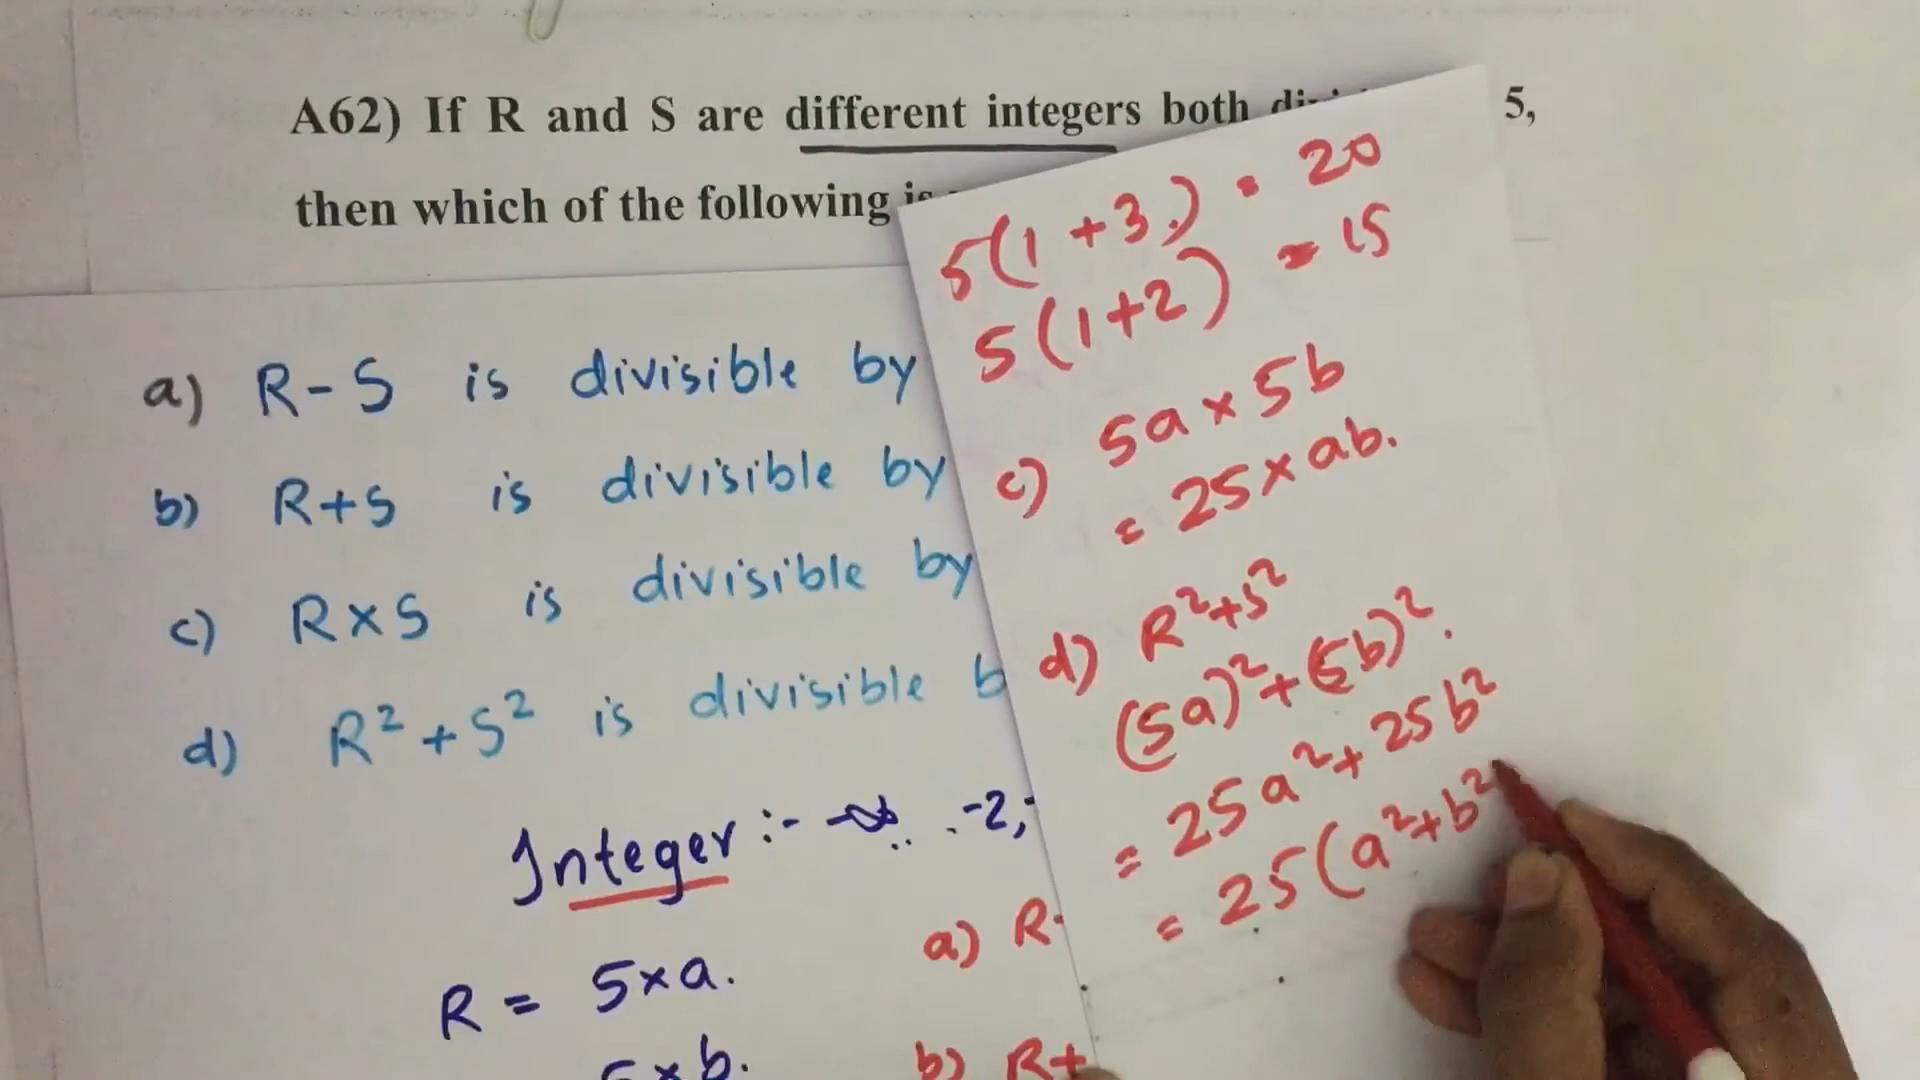 A62) If R and S are different integers both 5,
then which of the following
a) R - S is divisible by
b) R+S is divisible by
c) R×S is divisible by
d) R² + S² is divisible b
Integer :- -∞ .. . -2,
R = 5×a.
5×b.
a) R-
b) R+
5(1+3.) = 20
5(1+2) = 15
c) 5a×5b
= 25×ab.
d) R²+S²
(5a)²+(5b)².
= 25a²+25b²
= 25(a²+b²